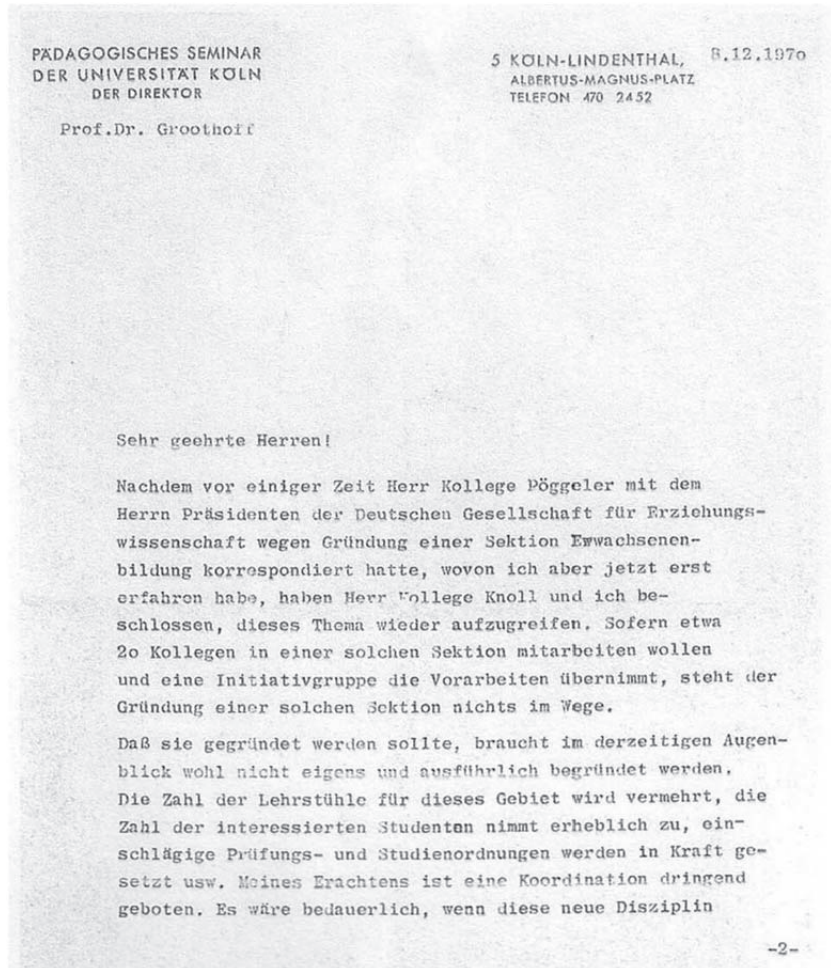 PÄDAGOGISCHES SEMINAR
DER UNIVERSITÄT KÖLN
DER DIREKTOR
Prof.Dr. Groothoff
5 KÖLN-LINDENTHAL, 8.12.197o
ALBERTUS-MAGNUS-PLATZ
TELEFON 470 2452
Sehr geehrte Herren!
Nachdem vor einiger Zeit Herr Kollege Pöggeler mit dem
Herrn Präsidenten der Deutschen Gesellschaft für Erziehungs-
wissenschaft wegen Gründung einer Sektion Erwachsenen-
bildung korrespondiert hatte, wovon ich aber jetzt erst
erfahren habe, haben Herr Kollege Knoll und ich be-
schlossen, dieses Thema wieder aufzugreifen. Sofern etwa
2o Kollegen in einer solchen Sektion mitarbeiten wollen
und eine Initiativgruppe die Vorarbeiten übernimmt, steht der
Gründung einer solchen Sektion nichts im Wege.
Daß sie gegründet werden sollte, braucht im derzeitigen Augen-
blick wohl nicht eigens und ausführlich begründet werden.
Die Zahl der Lehrstühle für dieses Gebiet wird vermehrt, die
Zahl der interessierten Studenten nimmt erheblich zu, ein-
schlägige Prüfungs- und Studienordnungen werden in Kraft ge-
setzt usw. Meines Erachtens ist eine Koordination dringend
geboten. Es wäre bedauerlich, wenn diese neue Disziplin
-2-